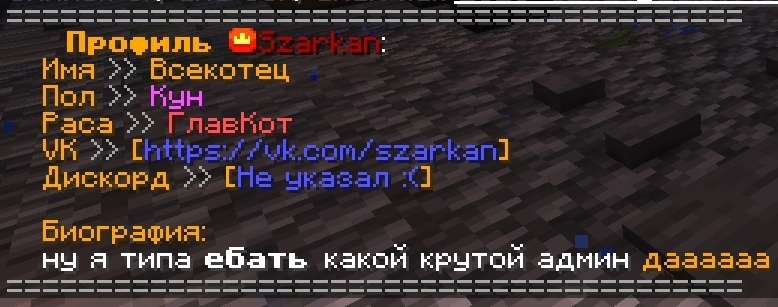 =============================================
Профиль Szarkan:
Имя >> Всекотец
Пол >> Кун
Раса >> ГлавКот
VK >> [https://vk.com/szarkan]
Дискорд >> [Не указал :(]
Биография:
ну я типа ебать какой крутой админ даааааа
=============================================